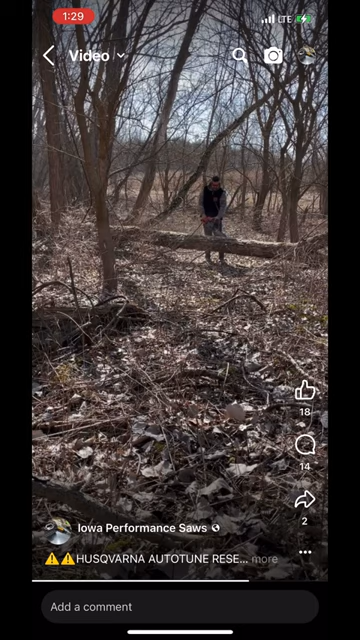 1:29
LTE
Video
18
14
2
Iowa Performance Saws
⚠️⚠️HUSQVARNA AUTOTUNE RESE... more
Add a comment